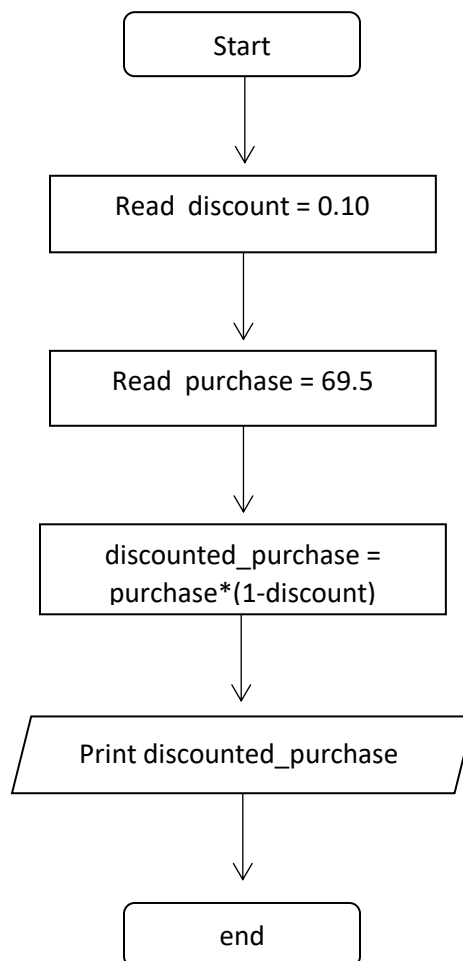 Start
Read  discount = 0.10
Read  purchase = 69.5
discounted_purchase =
purchase*(1-discount)
Print discounted_purchase
end